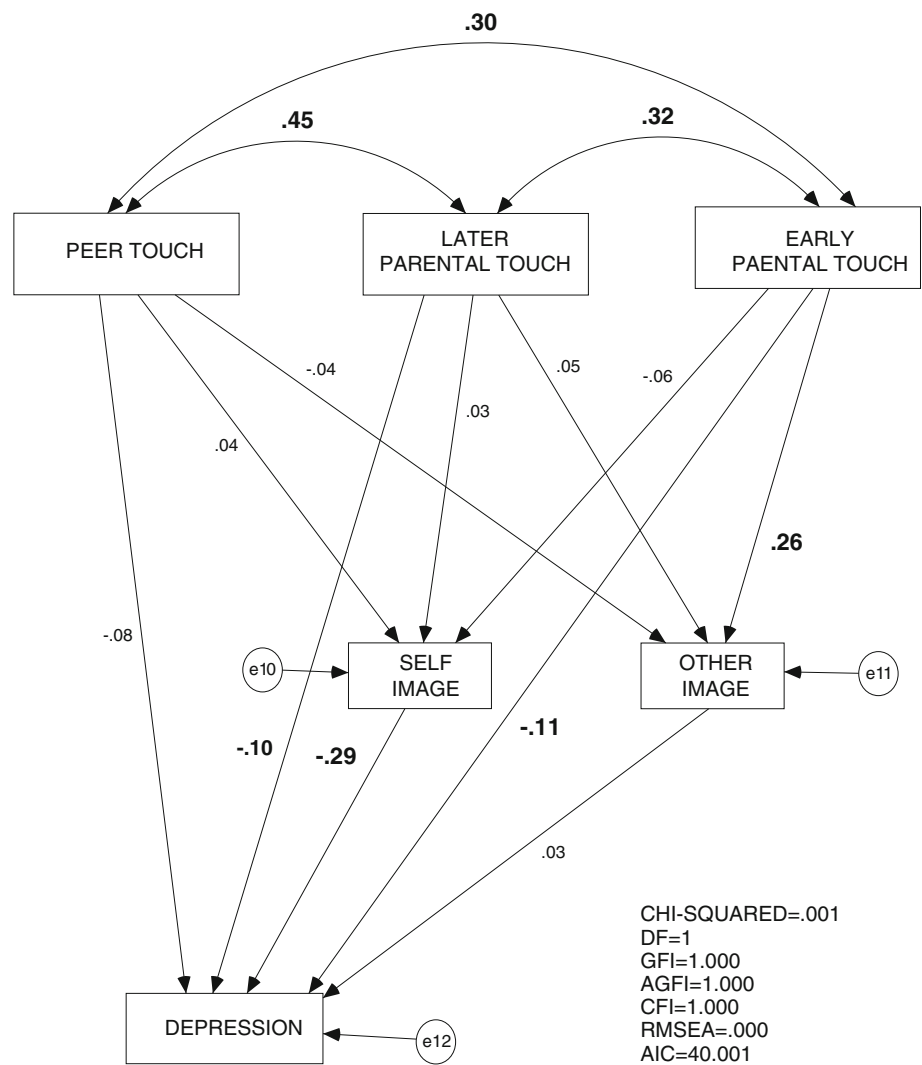 .30
.45
.32
PEER TOUCH
LATER
PARENTAL TOUCH
EARLY
PAENTAL TOUCH
-.04
.05
-.06
.04
.03
.26
-.08
e10
SELF
IMAGE
OTHER
IMAGE
e11
-.10
-.29
-.11
.03
CHI-SQUARED=.001
DF=1
GFI=1.000
AGFI=1.000
CFI=1.000
RMSEA=.000
AIC=40.001
DEPRESSION
e12